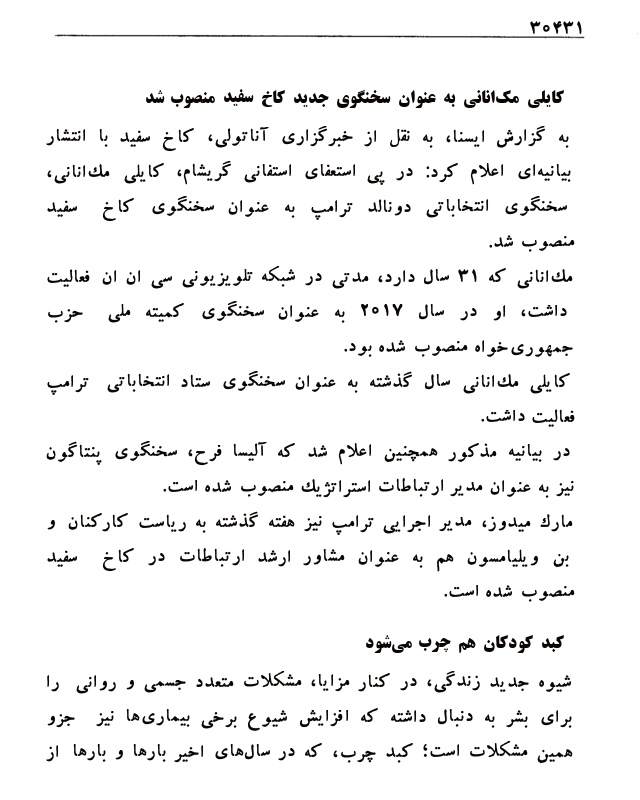 ۳۰۴۳۱
کایلی مک‌انانی به عنوان سخنگوی جدید کاخ سفید منصوب شد
به گزارش ایسنا، به نقل از خبرگزاری آناتولی، کاخ سفید با انتشار
بیانیه‌ای اعلام کرد: در پی استعفای استفانی گریشام، کایلی مك‌انانی،
سخنگوی انتخاباتی دونالد ترامپ به عنوان سخنگوی کاخ سفید
منصوب شد.
مك‌انانی که ۳۱ سال دارد، مدتی در شبکه تلویزیونی سی ان ان فعالیت
داشت، او در سال ۲۰۱۷ به عنوان سخنگوی کمیته ملی حزب
جمهوری‌خواه منصوب شده بود.
کایلی مك‌انانی سال گذشته به عنوان سخنگوی ستاد انتخاباتی ترامپ
فعالیت داشت.
در بیانیه مذکور همچنین اعلام شد که آلیسا فرح، سخنگوی پنتاگون
نیز به عنوان مدیر ارتباطات استراتژیك منصوب شده است.
مارك میدوز، مدیر اجرایی ترامپ نیز هفته گذشته به ریاست کارکنان و
بن ویلیامسون هم به عنوان مشاور ارشد ارتباطات در کاخ سفید
منصوب شده است.
کبد کودکان هم چرب می‌شود
شیوه جدید زندگی، در کنار مزایا، مشکلات متعدد جسمی و روانی را
برای بشر به دنبال داشته که افزایش شیوع برخی بیماری‌ها نیز جزو
همین مشکلات است؛ کبد چرب، که در سال‌های اخیر بارها و بارها از